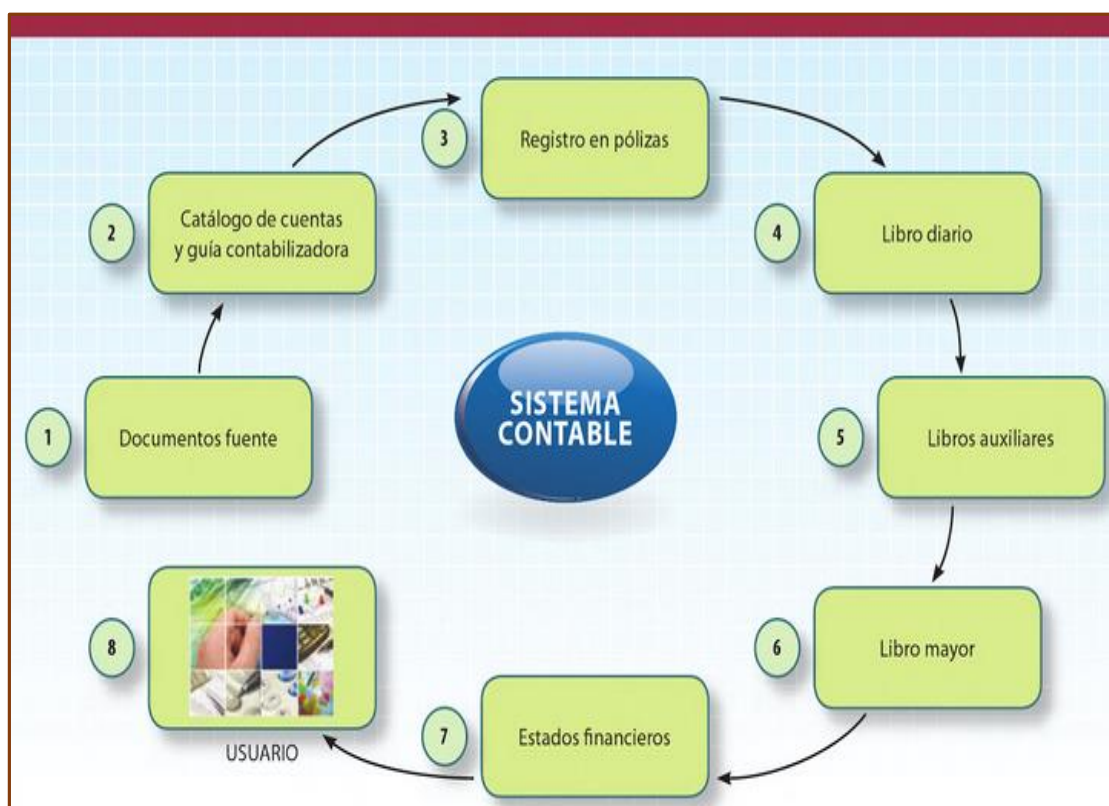 3
Registro en pólizas
2
Catálogo de cuentas
y guía contabilizadora
4
Libro diario
SISTEMA
CONTABLE
1
Documentos fuente
5
Libros auxiliares
8
USUARIO
6
Libro mayor
7
Estados financieros